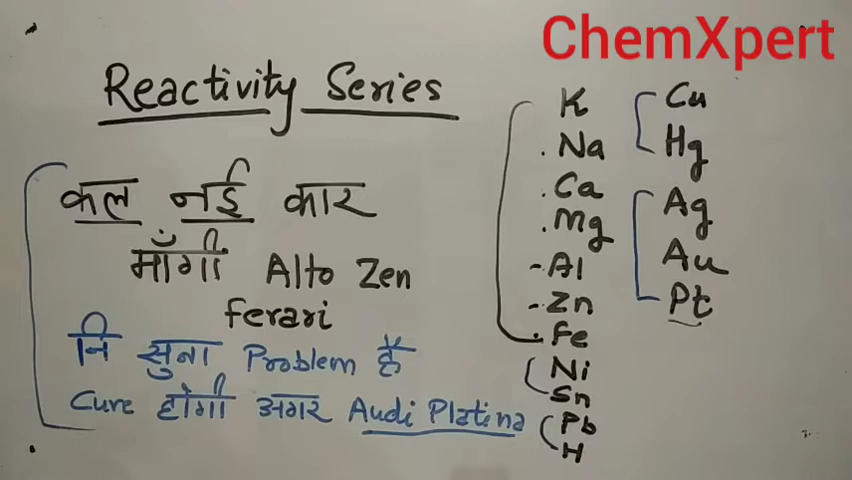 ChemXpert
Reactivity Series
कल नई कार
माँगी Alto Zen
ferari
नि सुना Problem है
Cure होगी अगर Audi Platina
K
Na
Ca
Mg
Al
Zn
Fe
Ni
Sn
Pb
H
Cu
Hg
Ag
Au
Pt